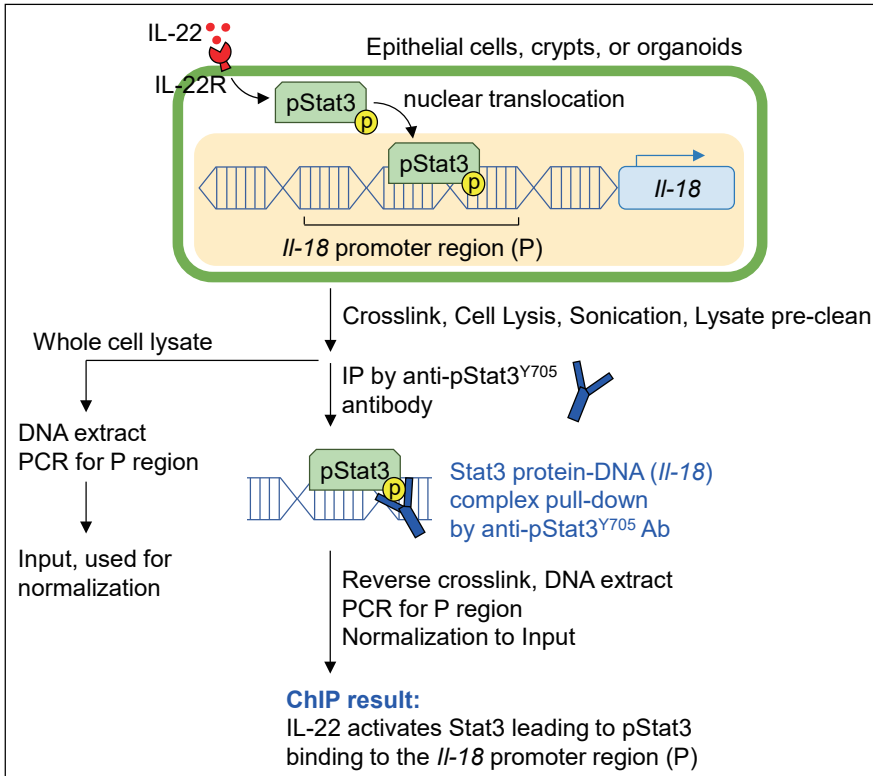 IL-22
Epithelial cells, crypts, or organoids
IL-22R
pStat3
p
nuclear translocation
pStat3
p
Il-18
Il-18 promoter region (P)
Crosslink, Cell Lysis, Sonication, Lysate pre-clean
Whole cell lysate
IP by anti-pStat3Y705
antibody
DNA extract
PCR for P region
pStat3
p
Stat3 protein-DNA (Il-18)
complex pull-down
by anti-pStat3Y705 Ab
Input, used for
normalization
Reverse crosslink, DNA extract
PCR for P region
Normalization to Input
ChIP result:
IL-22 activates Stat3 leading to pStat3
binding to the Il-18 promoter region (P)